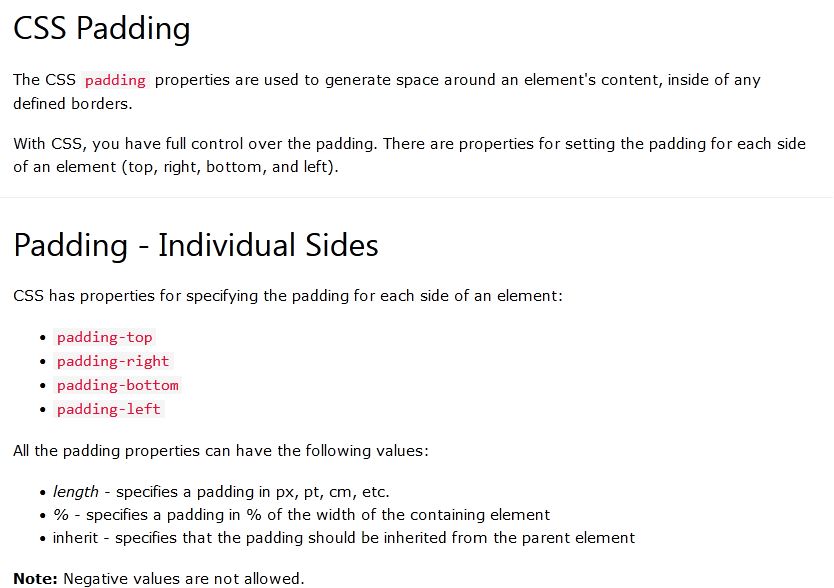 CSS Padding
The CSS padding properties are used to generate space around an element's content, inside of any
defined borders.
With CSS, you have full control over the padding. There are properties for setting the padding for each side
of an element (top, right, bottom, and left).
Padding - Individual Sides
CSS has properties for specifying the padding for each side of an element:
• padding-top
• padding-right
• padding-bottom
• padding-left
All the padding properties can have the following values:
• length - specifies a padding in px, pt, cm, etc.
• % - specifies a padding in % of the width of the containing element
• inherit - specifies that the padding should be inherited from the parent element
Note: Negative values are not allowed.